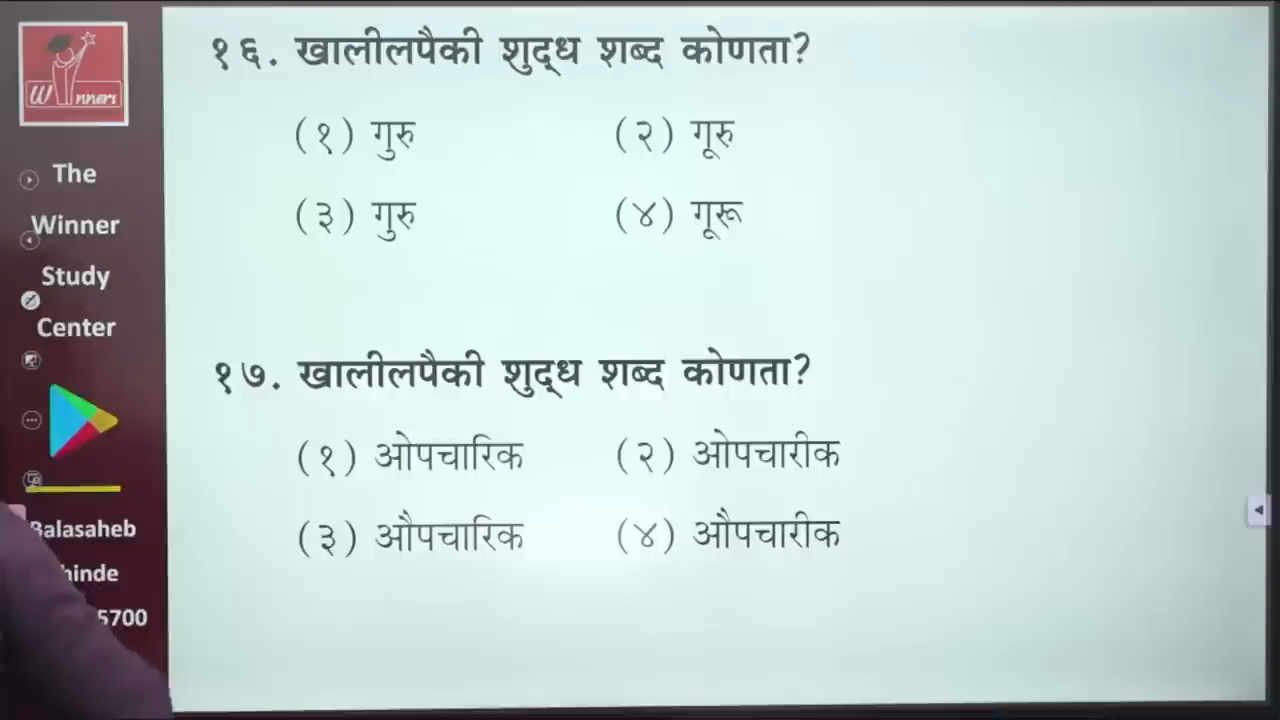 Winners
The
Winner
Study
Center
Balasaheb
hinde
5700
१६. खालीलपैकी शुद्ध शब्द कोणता?
(१) गुरु (२) गूरु
(३) गुरु (४) गूरू
१७. खालीलपैकी शुद्ध शब्द कोणता?
(१) ओपचारिक (२) ओपचारीक
(३) औपचारिक (४) औपचारीक